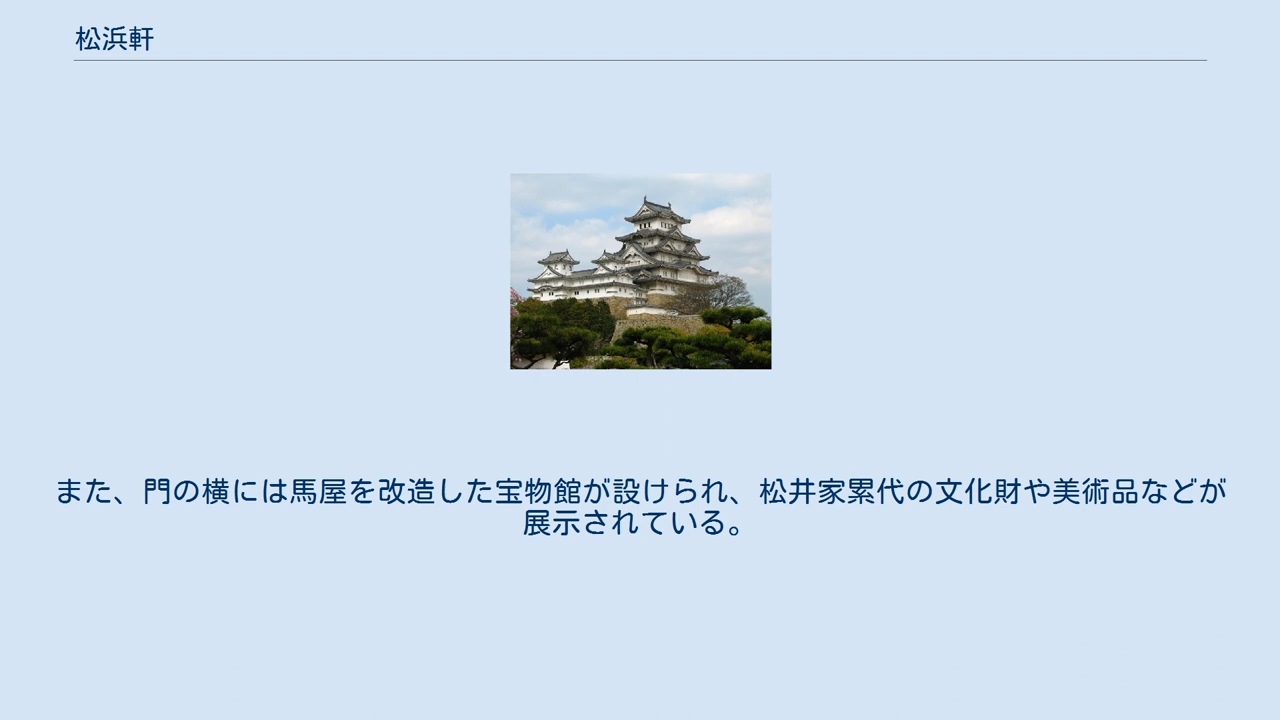 松浜軒
また、門の横には馬屋を改造した宝物館が設けられ、松井家累代の文化財や美術品などが
展示されている。